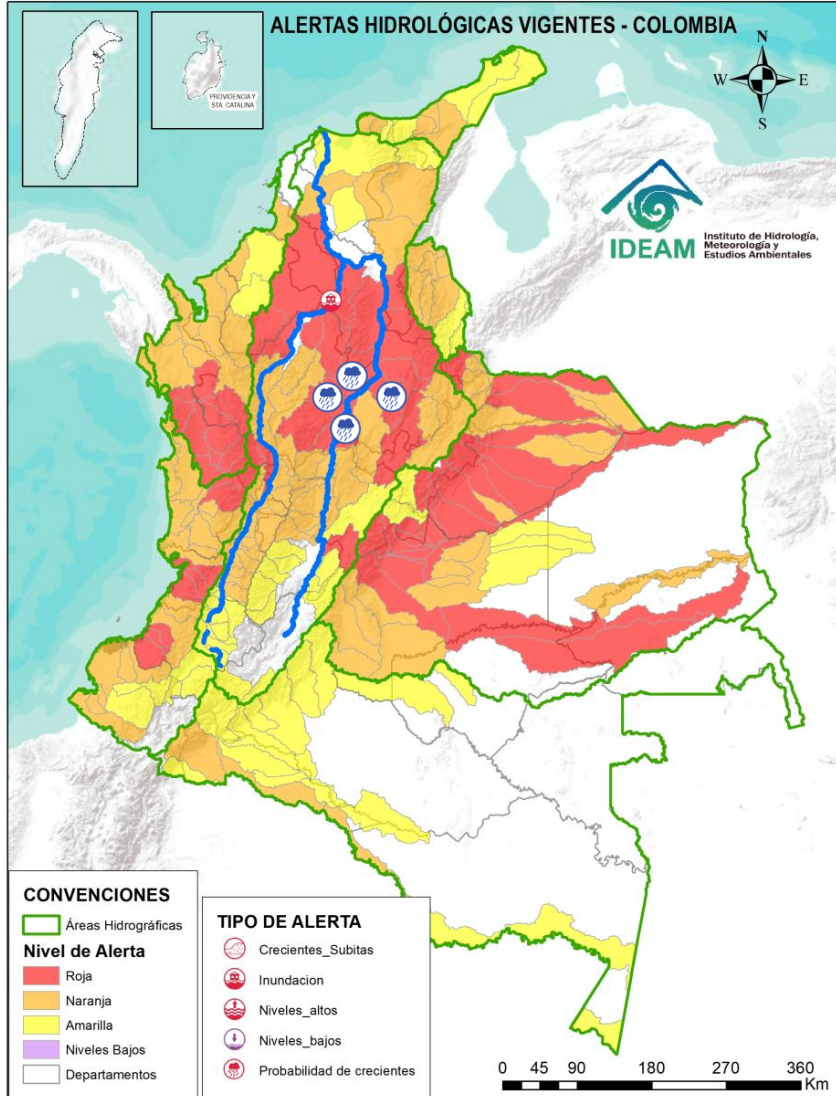 ALERTAS HIDROLÓGICAS VIGENTES - COLOMBIA
PROVIDENCIA Y
STA. CATALINA
N
W
E
S
IDEAM
Instituto de Hidrología,
Meteorología y
Estudios Ambientales
CONVENCIONES
Áreas Hidrográficas
Nivel de Alerta
Roja
Naranja
Amarilla
Niveles Bajos
Departamentos
TIPO DE ALERTA
Crecientes_Subitas
Inundacion
Niveles_altos
Niveles_bajos
Probabilidad de crecientes
0 45 90 180 270 360
Km